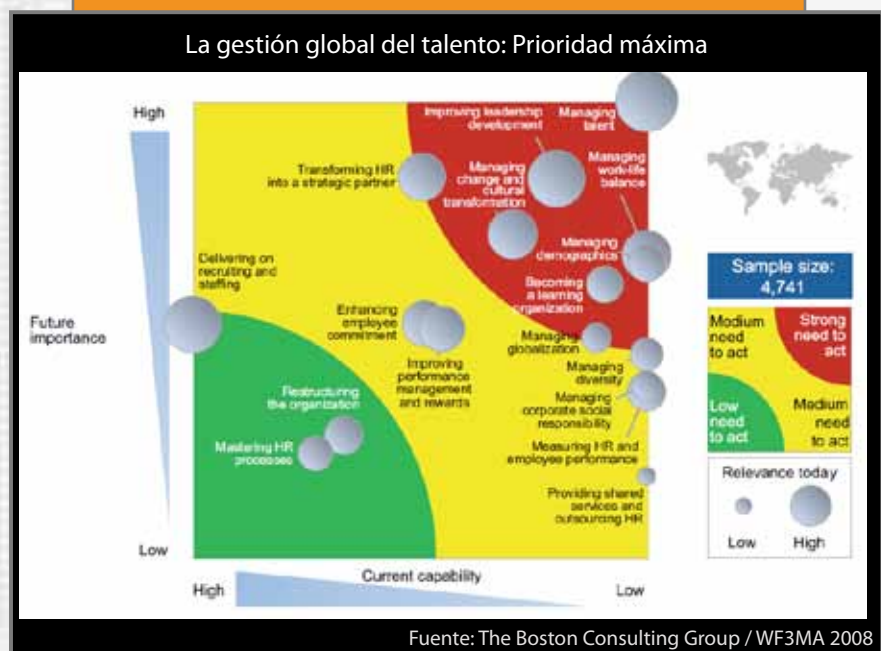 La gestión global del talento: Prioridad máxima
High
Future
importance
Low
High
Current capability
Low
Improving leadership
development
Managing
talent
Transforming HR
into a strategic partner
Managing
change and
cultural
transformation
Managing
work-life
balance
Delivering on
recruiting and
staffing
Managing
demographics
Becoming
a learning
organization
Enhancing
employee
commitment
Improving
performance
management
and rewards
Managing
globalization
Managing
diversity
Managing
corporate social
responsibility
Restructuring
the organization
Mastering HR
processes
Measuring HR and
employee performance
Providing shared
services and
outsourcing HR
Sample size:
4,741
Medium
need
to act
Strong
need to
act
Low
need
to act
Medium
need
to act
Relevance today
Low
High
Fuente: The Boston Consulting Group / WF3MA 2008